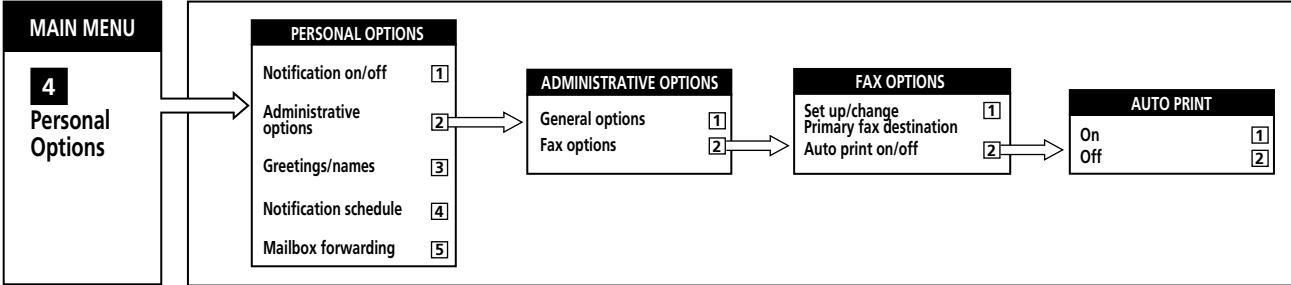 MAIN MENU
4
Personal
Options
PERSONAL OPTIONS
Notification on/off 1
Administrative
options 2
Greetings/names 3
Notification schedule 4
Mailbox forwarding 5
ADMINISTRATIVE OPTIONS
General options 1
Fax options 2
FAX OPTIONS
Set up/change 1
Primary fax destination
Auto print on/off 2
AUTO PRINT
On 1
Off 2